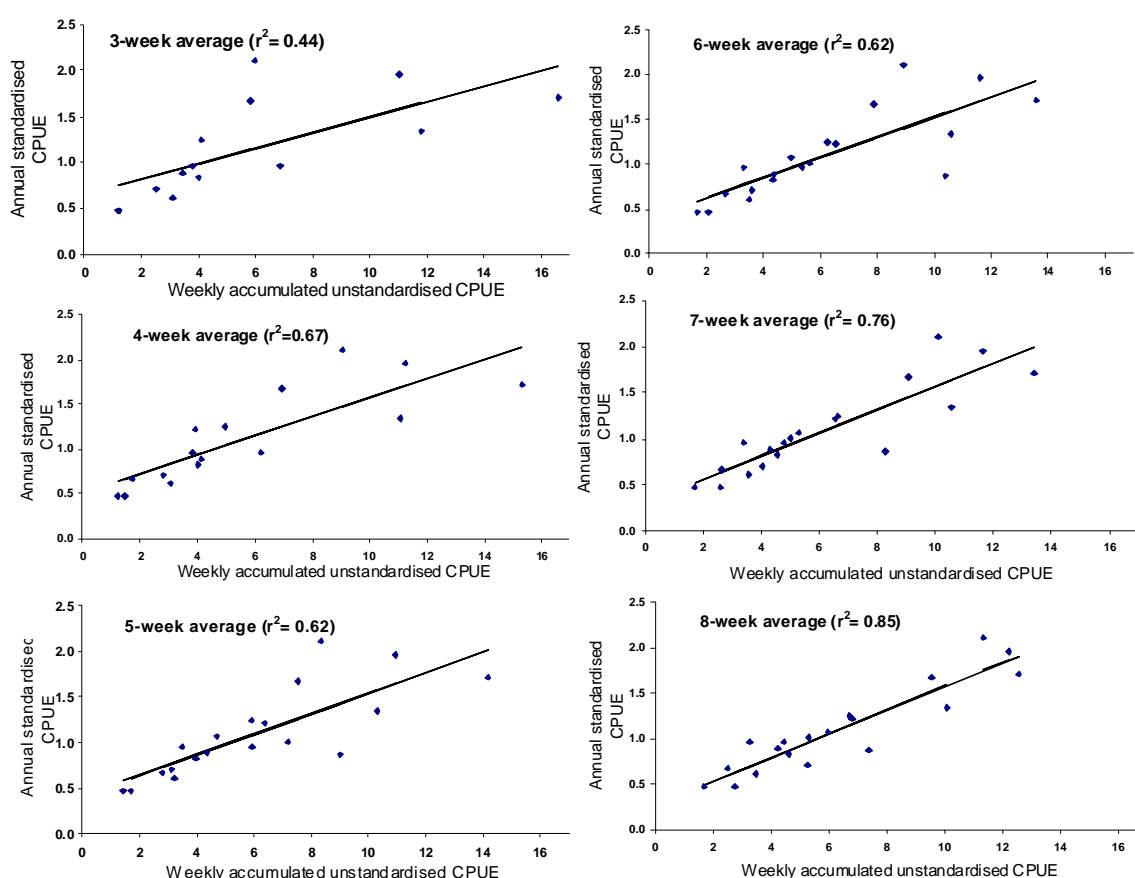 3-week average (r2= 0.44)
Annual standardised
CPUE
2.5
2.0
1.5
1.0
0.5
0.0
0 2 4 6 8 10 12 14 16
Weekly accumulated unstandardised CPUE
6-week average (r2= 0.62)
Annual standardised
CPUE
2.5
2.0
1.5
1.0
0.5
0.0
0 2 4 6 8 10 12 14 16
4-week average (r2=0.67)
Annual standardised
CPUE
2.5
2.0
1.5
1.0
0.5
0.0
0 2 4 6 8 10 12 14 16
Weekly accumulated unstandardised CPUE
7-week average (r2= 0.76)
Annual standardised
CPUE
2.5
2.0
1.5
1.0
0.5
0.0
0 2 4 6 8 10 12 14 16
Weekly accumulated unstandardised CPUE
5-week average (r2= 0.62)
Annual standardised
CPUE
2.5
2.0
1.5
1.0
0.5
0.0
0 2 4 6 8 10 12 14 16
Weekly accumulated unstandardised CPUE
8-week average (r2= 0.85)
Annual standardised
CPUE
2.5
2.0
1.5
1.0
0.5
0.0
0 2 4 6 8 10 12 14 16
Weekly accumulated unstandardised CPUE